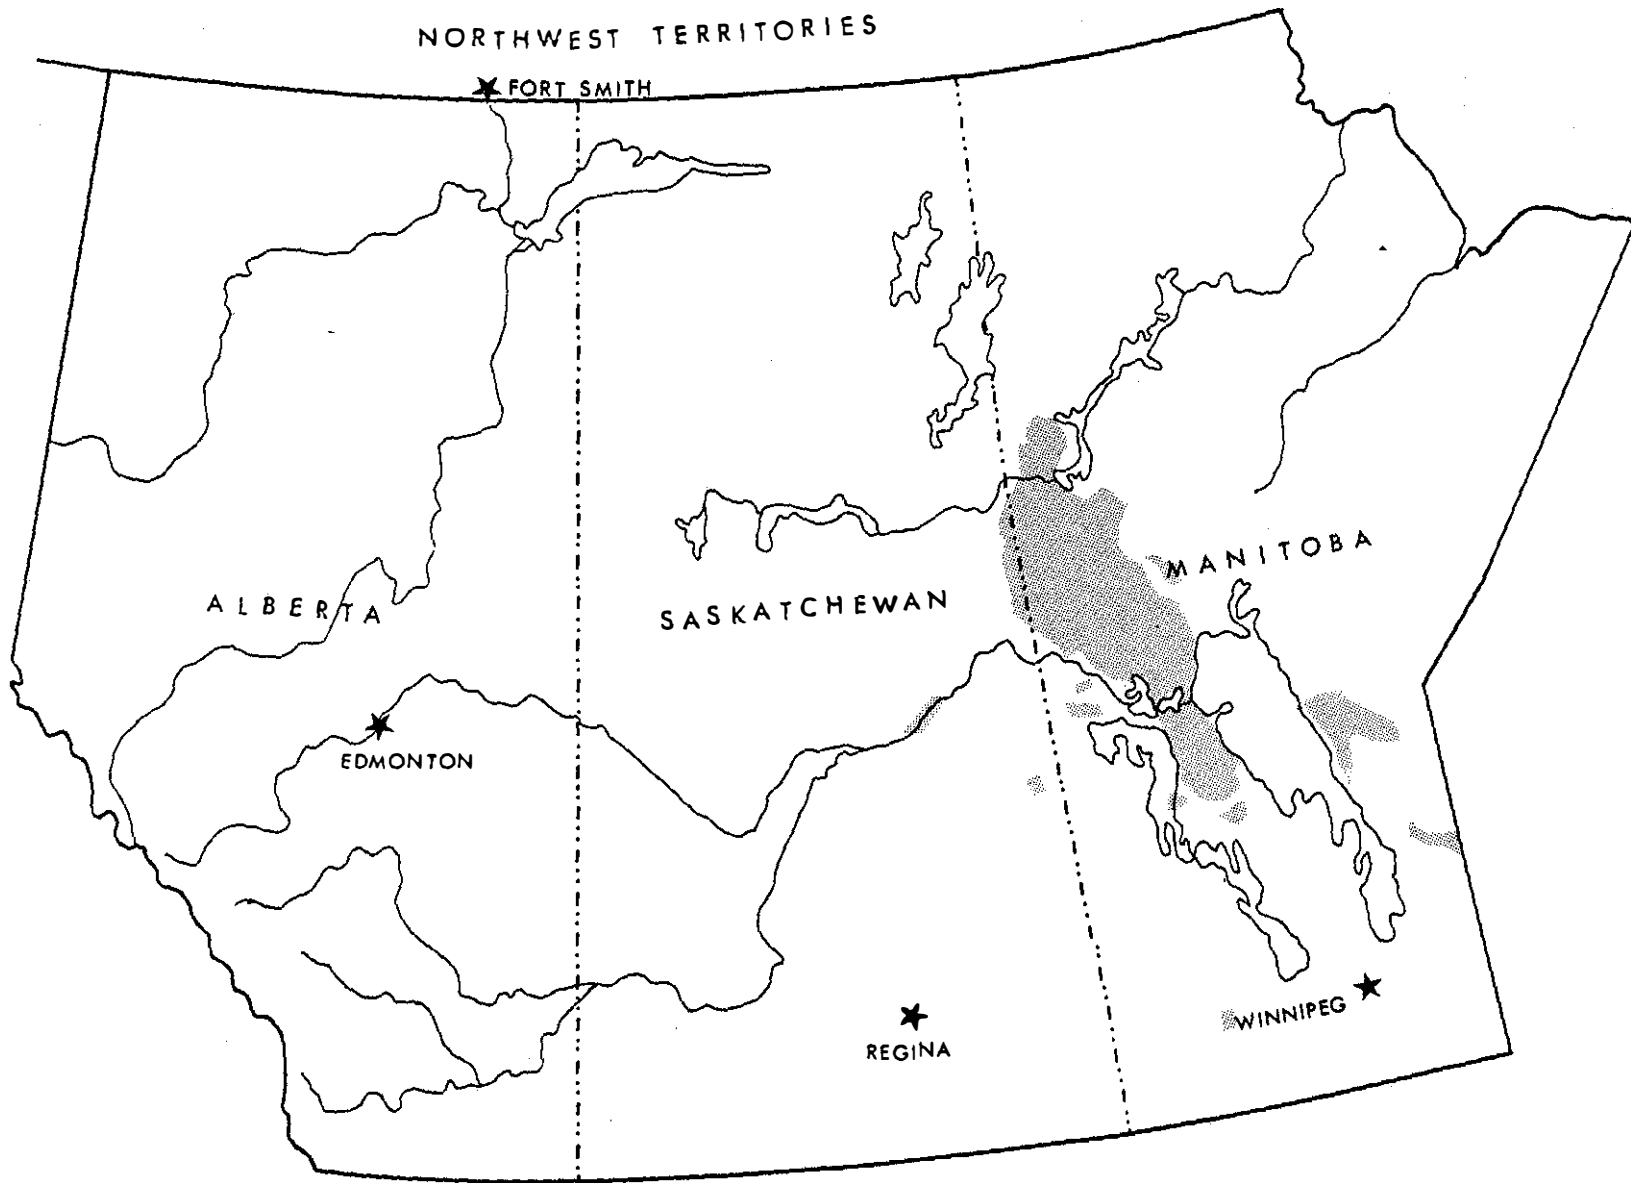 NORTHWEST TERRITORIES
FORT SMITH
MANITOBA
ALBERTA
SASKATCHEWAN
EDMONTON
WINNIPEG
REGINA